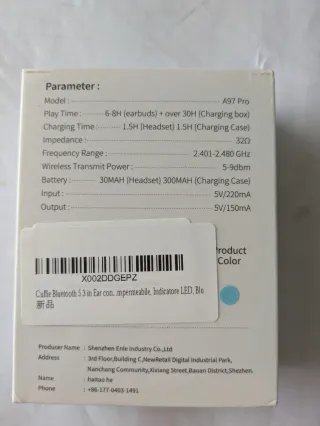 Parameter :
Model : A97 Pro
Play Time : 6-8H (earbuds) + over 30H (Charging box)
Charging Time : 1.5H (Headset) 1.5H (Charging Case)
Impedance : 32Ω
Frequency Range : 2.401-2.480 GHz
Wireless Transmit Power : 5-9dbm
Battery : 30MAH (Headset) 300MAH (Charging Case)
Input : 5V/220mA
Output : 5V/150mA
Product
Color
X002DDGEPZ
Cuffie Bluetooth 5.3 in Ear con...mpermeabile, Indicatore LED, Blu
新品
Producer Name : Shenzhen Enle Industry Co.,Ltd
Address : 3rd Floor,Building C,NewRetail Digital Industrial Park,
Nanchang Community,Xixiang Street,Baoan District,Shezhen.
Name : haitao he
Phone : +86-177-0403-1491